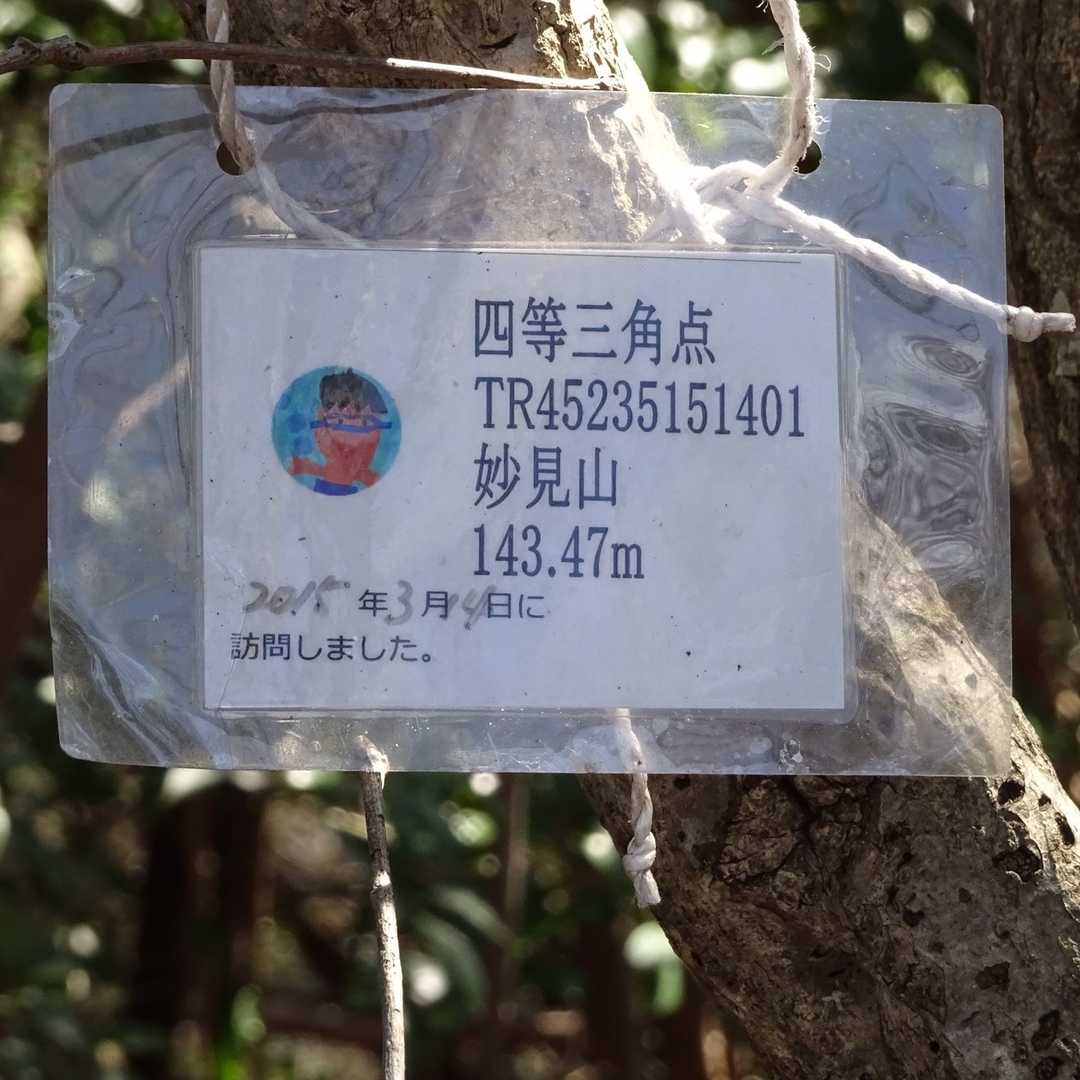 四等三角点
TR45235151401
妙見山
143.47m
2015年3月14日に
訪問しました。